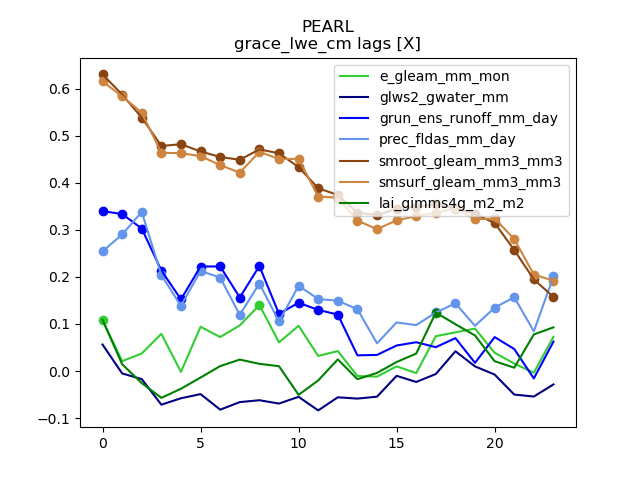 PEARL
grace_lwe_cm lags [X]
e_gleam_mm_mon
glws2_gwater_mm
grun_ens_runoff_mm_day
prec_fldas_mm_day
smroot_gleam_mm3_mm3
smsurf_gleam_mm3_mm3
lai_gimms4g_m2_m2
0.6
0.5
0.4
0.3
0.2
0.1
0.0
−0.1
0 5 10 15 20